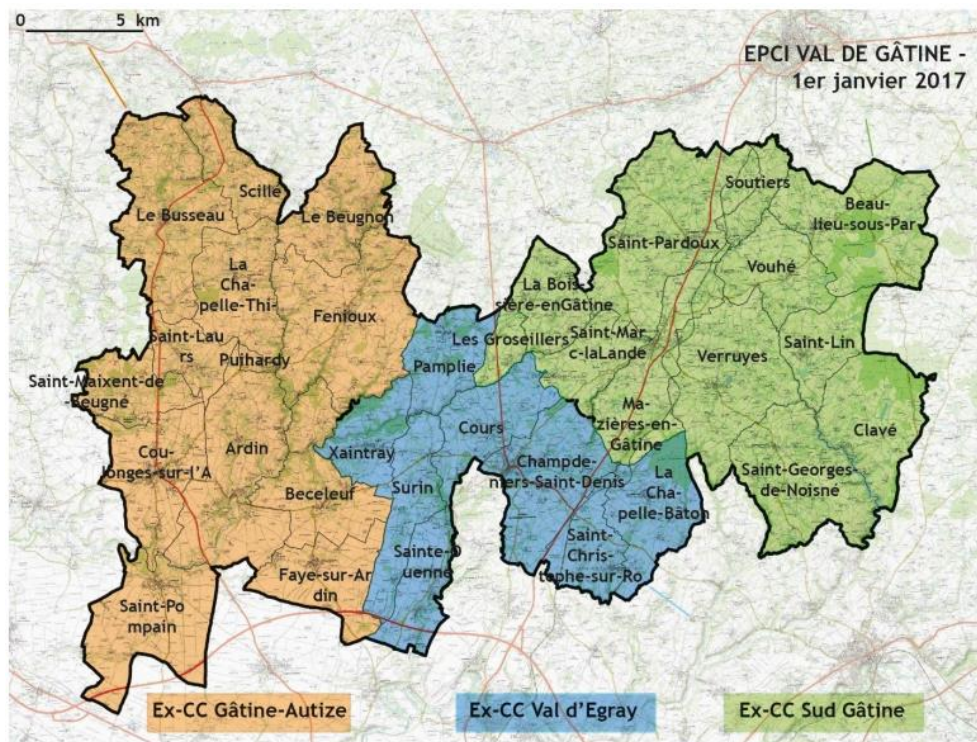 0 5 km
EPCI VAL DE GÂTINE -
1er janvier 2017
Scillé
Le Busseau
Le Beugnon
Soutiers
Beau-
lieu-sous-Par
Saint-Pardoux
La
Cha-
pelle-Thi-
Vouhé
La Bois-
sière-enGâtine
Fenioux
Saint-Lau
rs
Puihardy
Les Groseillers
Saint-Mar
c-laLande
Saint-Lin
Pamplie
Verruyes
Saint-Maixent-de
-Beugné
Ma-
zières-en-
Gâtine
Clavé
Cours
Ardin
Xaintray
Cou-
longes-sur-l'A
Champde-
niers-Saint-Denis
La
Cha-
pelle-Bâton
Saint-Georges-
de-Noisné
Beceleuf
Surin
Saint-
Chris-
tophe-sur-Ro
Sainte-O
uenne
Faye-sur-Ar
din
Saint-Po
mpain
Ex-CC Gâtine-Autize
Ex-CC Val d'Egray
Ex-CC Sud Gâtine